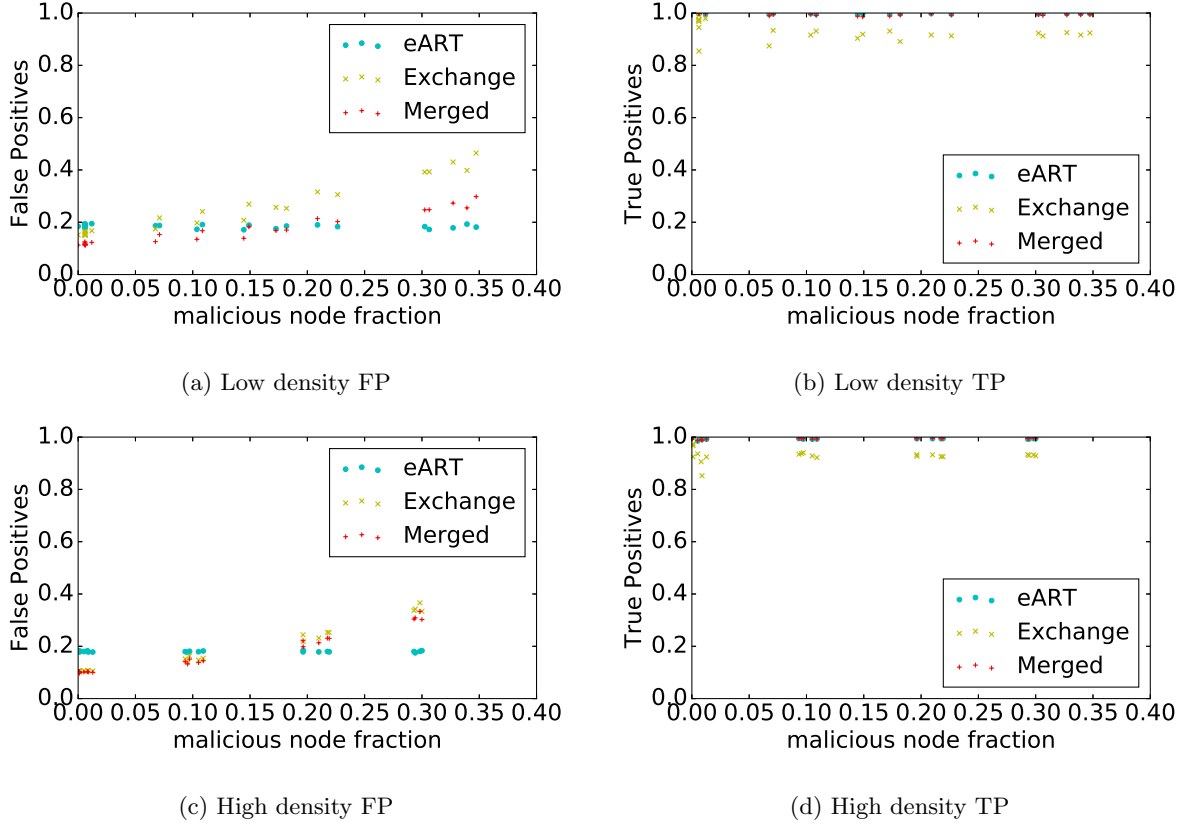 1.0
0.8
0.6
0.4
0.2
0.0
False Positives
eART
Exchange
Merged
0.00 0.05 0.10 0.15 0.20 0.25 0.30 0.35 0.40
malicious node fraction
(a) Low density FP
1.0
0.8
0.6
0.4
0.2
0.0
True Positives
eART
Exchange
Merged
0.00 0.05 0.10 0.15 0.20 0.25 0.30 0.35 0.40
malicious node fraction
(b) Low density TP
1.0
0.8
0.6
0.4
0.2
0.0
False Positives
eART
Exchange
Merged
0.00 0.05 0.10 0.15 0.20 0.25 0.30 0.35 0.40
malicious node fraction
(c) High density FP
1.0
0.8
0.6
0.4
0.2
0.0
True Positives
eART
Exchange
Merged
0.00 0.05 0.10 0.15 0.20 0.25 0.30 0.35 0.40
malicious node fraction
(d) High density TP